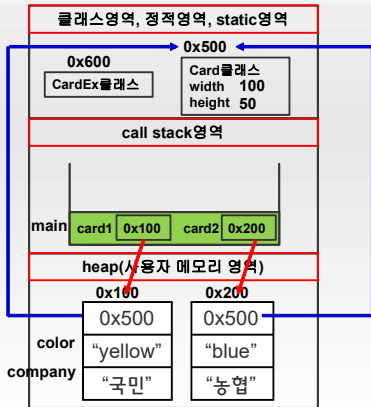 클래스영역, 정적영역, static영역
0x500
0x600
CardEx클래스
Card클래스
width 100
height 50
call stack영역
main card1 0x100 card2 0x200
heap(사용자 메모리 영역)
0x100 0x200
0x500 0x500
color "yellow" "blue"
company "국민" "농협"